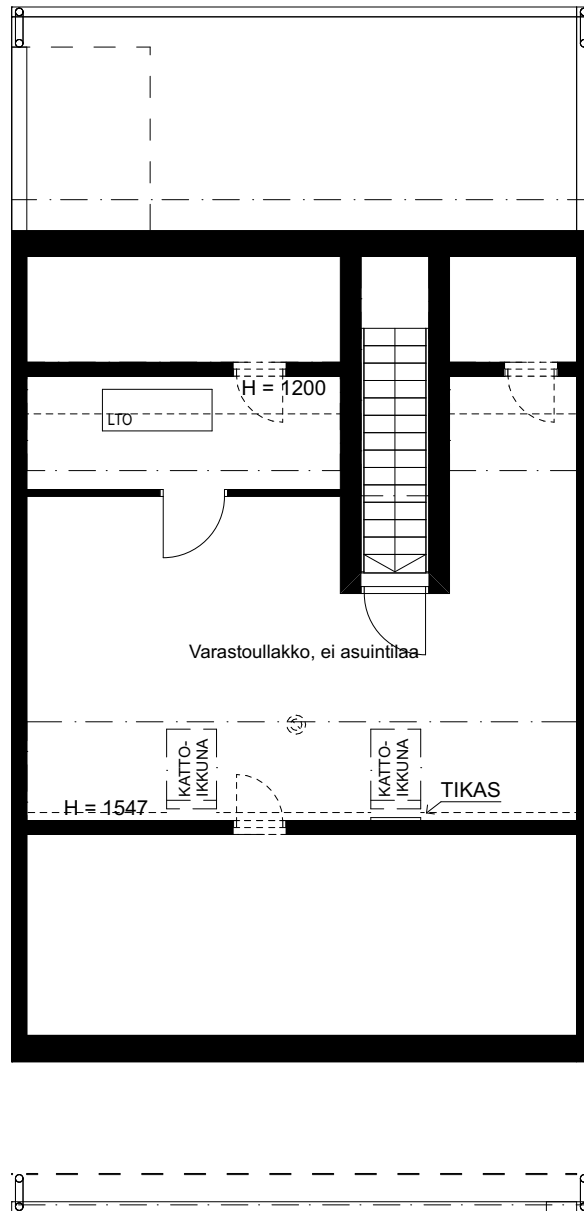 H = 1200
LTO
Varastoullakko, ei asuintilaa
KATTO-
IKKUNA
KATTO-
IKKUNA
TIKAS
H = 1547